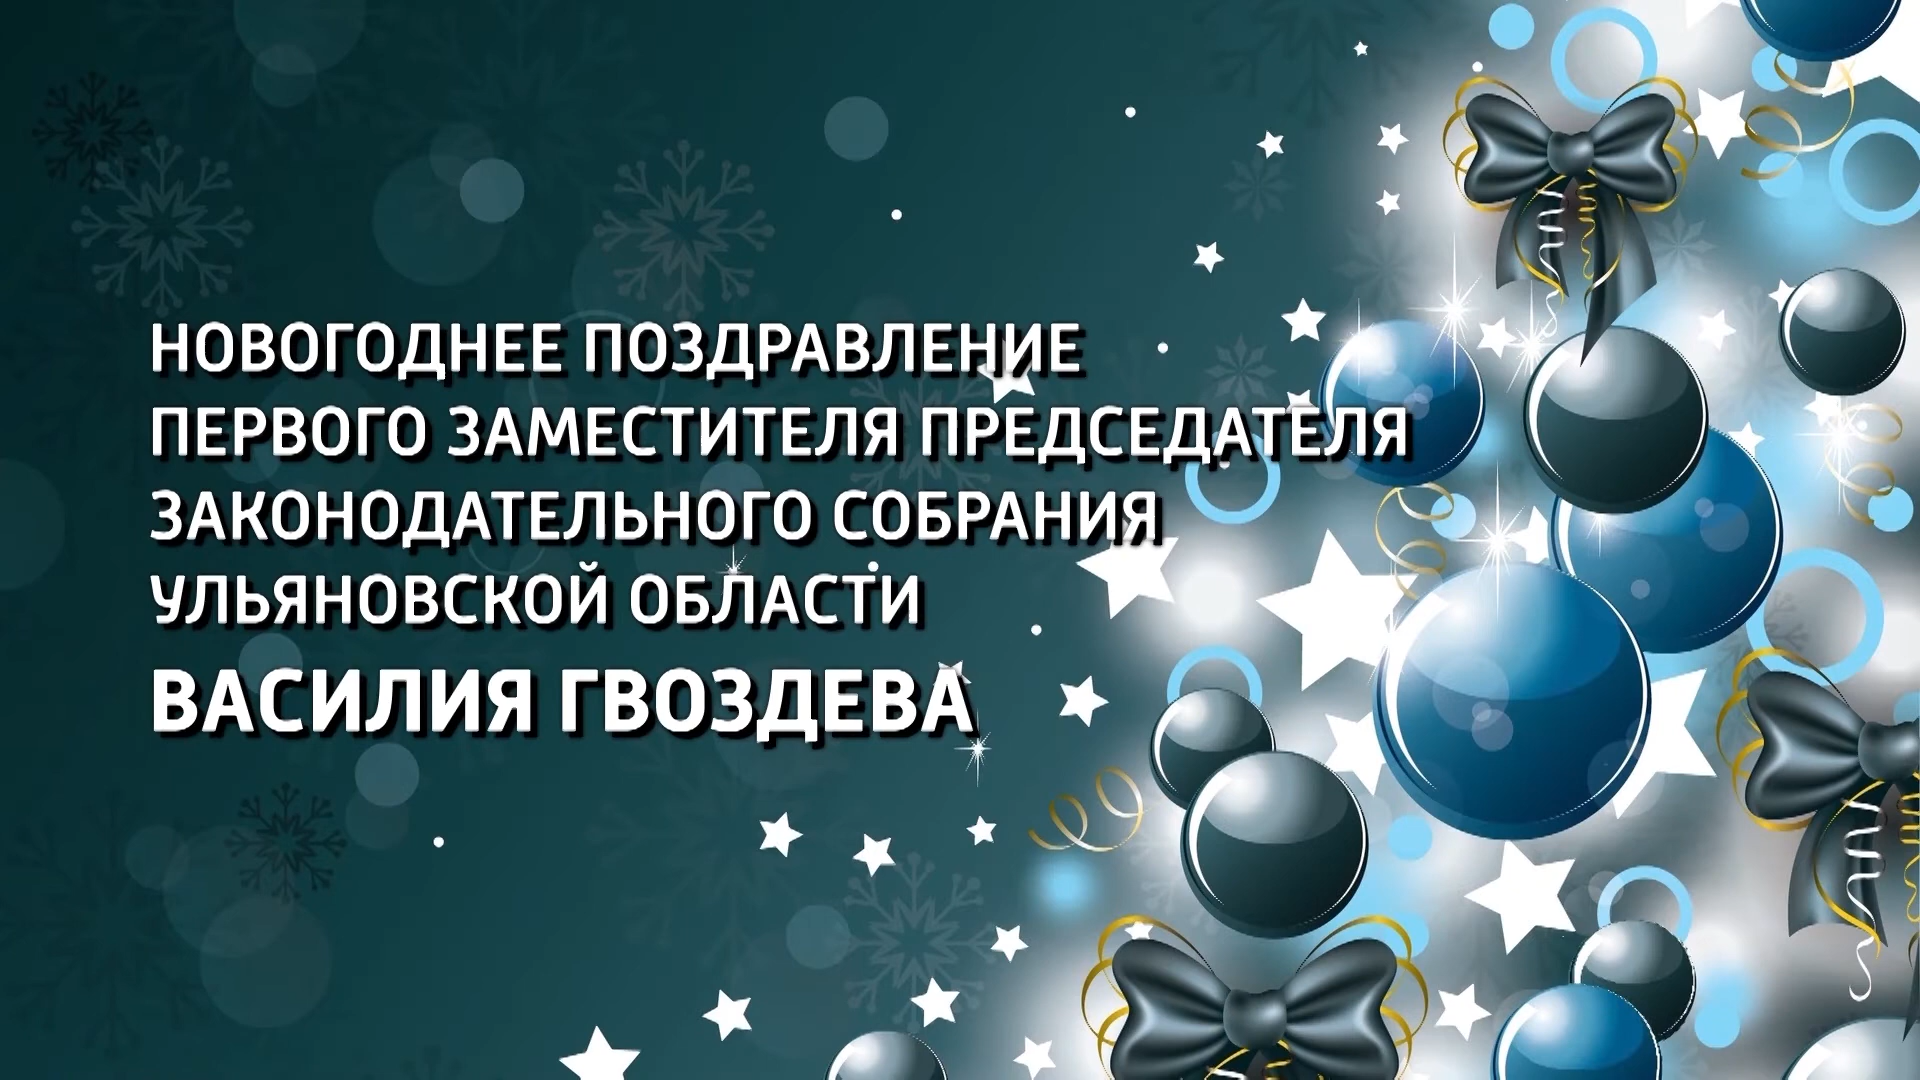 НОВОГОДНЕЕ ПОЗДРАВЛЕНИЕ
ПЕРВОГО ЗАМЕСТИТЕЛЯ ПРЕДСЕДАТЕЛЯ
ЗАКОНОДАТЕЛЬНОГО СОБРАНИЯ
УЛЬЯНОВСКОЙ ОБЛАСТИ
ВАСИЛИЯ ГВОЗДЕВА